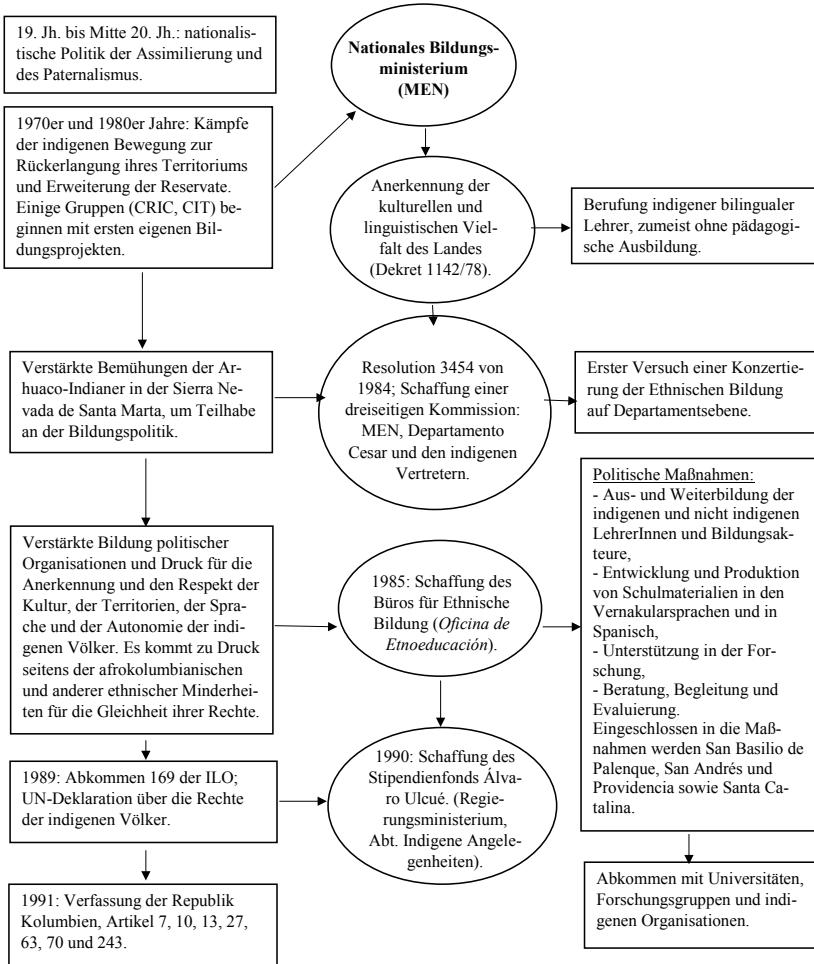 19. Jh. bis Mitte 20. Jh.: nationalis-
tische Politik der Assimilierung und
des Paternalismus.
Nationales Bildungs-
ministerium
(MEN)
1970er und 1980er Jahre: Kämpfe
der indigenen Bewegung zur
Rückerlangung ihres Territoriums
und Erweiterung der Reservate.
Einige Gruppen (CRIC, CIT) be-
ginnen mit ersten eigenen Bil-
dungsprojekten.
Anerkennung der
kulturellen und
linguistischen Viel-
falt des Landes
(Dekret 1142/78).
Berufung indigener bilingualer
Lehrer, zumeist ohne pädagogi-
sche Ausbildung.
Verstärkte Bemühungen der Ar-
huaco-Indianer in der Sierra Ne-
vada de Santa Marta, um Teilhabe
an der Bildungspolitik.
Resolution 3454 von
1984; Schaffung einer
dreiseitigen Kommission:
MEN, Departamento
Cesar und den indigenen
Vertretern.
Erster Versuch einer Konzertie-
rung der Ethnischen Bildung
auf Departamentsebene.
Verstärkte Bildung politischer
Organisationen und Druck für die
Anerkennung und den Respekt der
Kultur, der Territorien, der Spra-
che und der Autonomie der indi-
genen Völker. Es kommt zu Druck
seitens der afrokolumbianischen
und anderer ethnischer Minderhei-
ten für die Gleichheit ihrer Rechte.
1985: Schaffung des
Büros für Ethnische
Bildung (Oficina de
Etnoeducación).
Politische Maßnahmen:
- Aus- und Weiterbildung der
indigenen und nicht indigenen
LehrerInnen und Bildungsak-
teure,
- Entwicklung und Produktion
von Schulmaterialien in den
Vernakularsprachen und in
Spanisch,
- Unterstützung in der For-
schung,
- Beratung, Begleitung und
Evaluierung.
Eingeschlossen in die Maß-
nahmen werden San Basilio de
Palenque, San Andrés und
Providencia sowie Santa Ca-
talina.
1989: Abkommen 169 der ILO;
UN-Deklaration über die Rechte
der indigenen Völker.
1990: Schaffung des
Stipendienfonds Álva-
ro Ulcué. (Regie-
rungsministerium,
Abt. Indigene Angele-
genheiten).
1991: Verfassung der Republik
Kolumbien, Artikel 7, 10, 13, 27,
63, 70 und 243.
Abkommen mit Universitäten,
Forschungsgruppen und indi-
genen Organisationen.